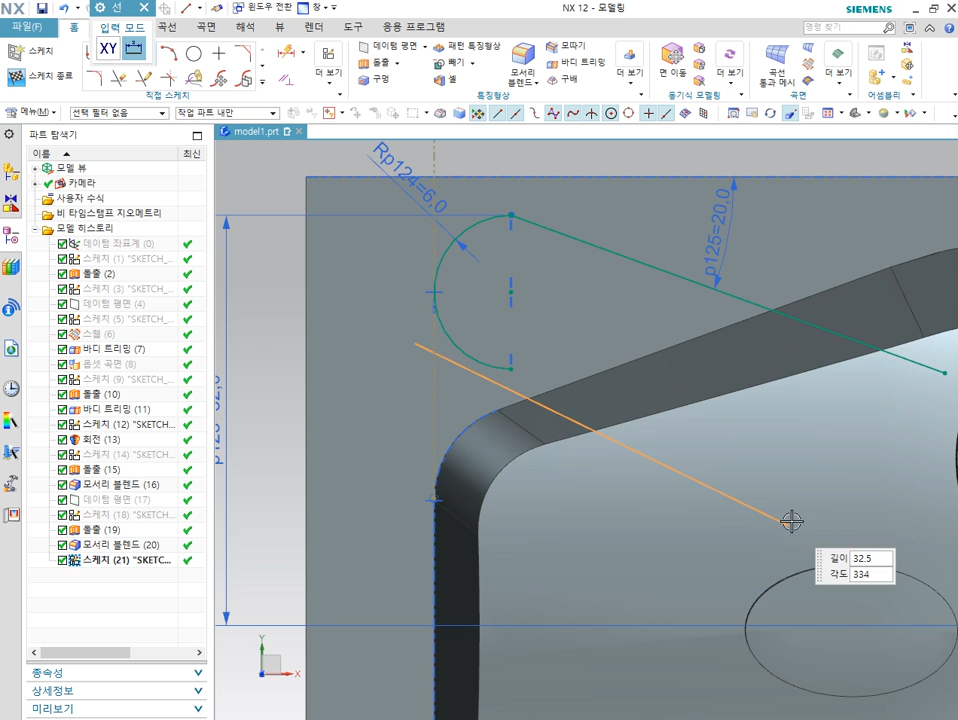 NX
선
윈도우 전환
창
NX 12 - 모델링
SIEMENS
파일(F)
홈
입력 모드
곡선
곡면
해석
뷰
렌더
도구
응용 프로그램
명령 찾기
스케치
스케치 종료
XY
더 보기
직접 스케치
데이텀 평면
돌출
구멍
패턴 특징형상
빼기
셸
모서리 블렌드
모따기
바디 트리밍
구배
더 보기
특징형상
면 이동
더 보기
동기식 모델링
곡선 통과 메시
더 보기
곡면
추가
어셈블리
메뉴(M)
선택 필터 없음
작업 파트 내만
파트 탐색기
model1.prt
이름
최신
모델 뷰
카메라
사용자 수식
비 타임스탬프 지오메트리
모델 히스토리
데이텀 좌표계 (0)
스케치 (1) "SKETCH_...
돌출 (2)
스케치 (3) "SKETCH_...
데이텀 평면 (4)
스케치 (5) "SKETCH_...
스웹 (6)
바디 트리밍 (7)
옵셋 곡면 (8)
스케치 (9) "SKETCH_...
돌출 (10)
바디 트리밍 (11)
스케치 (12) "SKETCH...
회전 (13)
스케치 (14) "SKETCH...
돌출 (15)
모서리 블렌드 (16)
데이텀 평면 (17)
스케치 (18) "SKETCH...
돌출 (19)
모서리 블렌드 (20)
스케치 (21) "SKETC...
종속성
상세정보
미리보기
Rp124=6,0
p125=20,0
길이 32.5
각도 334
Y
X